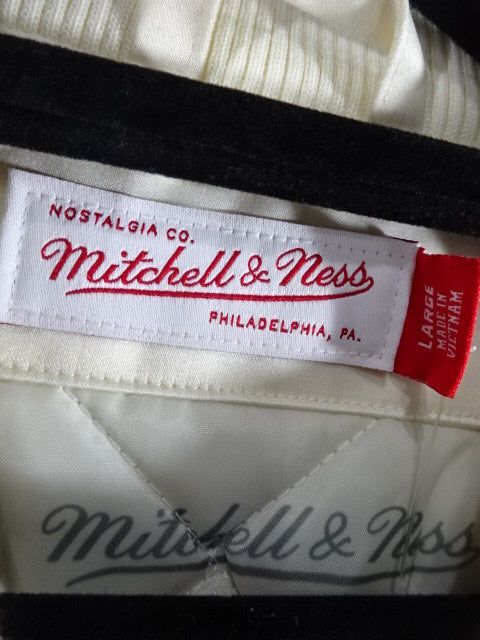 NOSTALGIA CO.
Mitchell & Ness
PHILADELPHIA, PA.
LARGE
MADE IN
VIETNAM
Mitchell & Ness